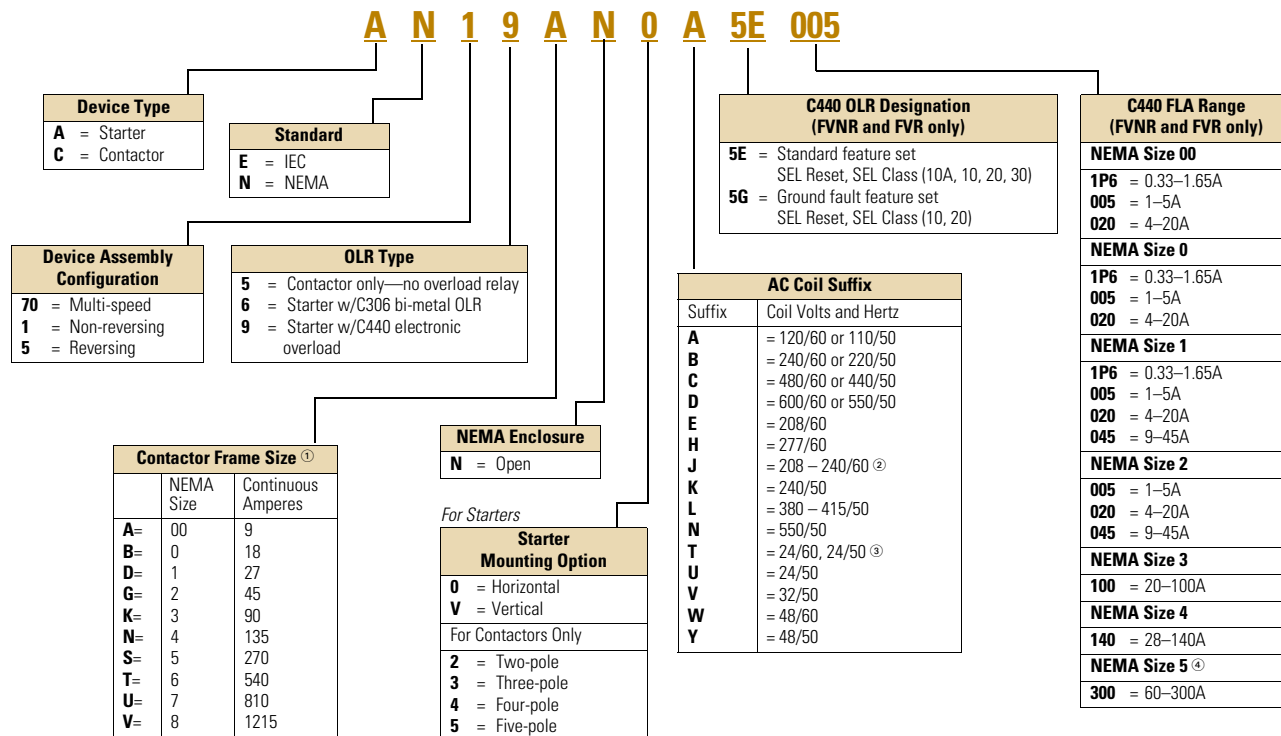 A N 1 9 A N 0 A 5E 005
Device Type
A = Starter
C = Contactor
Standard
E = IEC
N = NEMA
Device Assembly
Configuration
70 = Multi-speed
1 = Non-reversing
5 = Reversing
OLR Type
5 = Contactor only—no overload relay
6 = Starter w/C306 bi-metal OLR
9 = Starter w/C440 electronic
overload
Contactor Frame Size ①
NEMA
Size
Continuous
Amperes
A= 00 9
B= 0 18
D= 1 27
G= 2 45
K= 3 90
N= 4 135
S= 5 270
T= 6 540
U= 7 810
V= 8 1215
NEMA Enclosure
N = Open
For Starters
Starter
Mounting Option
0 = Horizontal
V = Vertical
For Contactors Only
2 = Two-pole
3 = Three-pole
4 = Four-pole
5 = Five-pole
C440 OLR Designation
(FVNR and FVR only)
5E = Standard feature set
SEL Reset, SEL Class (10A, 10, 20, 30)
5G = Ground fault feature set
SEL Reset, SEL Class (10, 20)
AC Coil Suffix
Suffix Coil Volts and Hertz
A = 120/60 or 110/50
B = 240/60 or 220/50
C = 480/60 or 440/50
D = 600/60 or 550/50
E = 208/60
H = 277/60
J = 208 – 240/60 ②
K = 240/50
L = 380 – 415/50
N = 550/50
T = 24/60, 24/50 ③
U = 24/50
V = 32/50
W = 48/60
Y = 48/50
C440 FLA Range
(FVNR and FVR only)
NEMA Size 00
1P6 = 0.33–1.65A
005 = 1–5A
020 = 4–20A
NEMA Size 0
1P6 = 0.33–1.65A
005 = 1–5A
020 = 4–20A
NEMA Size 1
1P6 = 0.33–1.65A
005 = 1–5A
020 = 4–20A
045 = 9–45A
NEMA Size 2
005 = 1–5A
020 = 4–20A
045 = 9–45A
NEMA Size 3
100 = 20–100A
NEMA Size 4
140 = 28–140A
NEMA Size 5 ④
300 = 60–300A